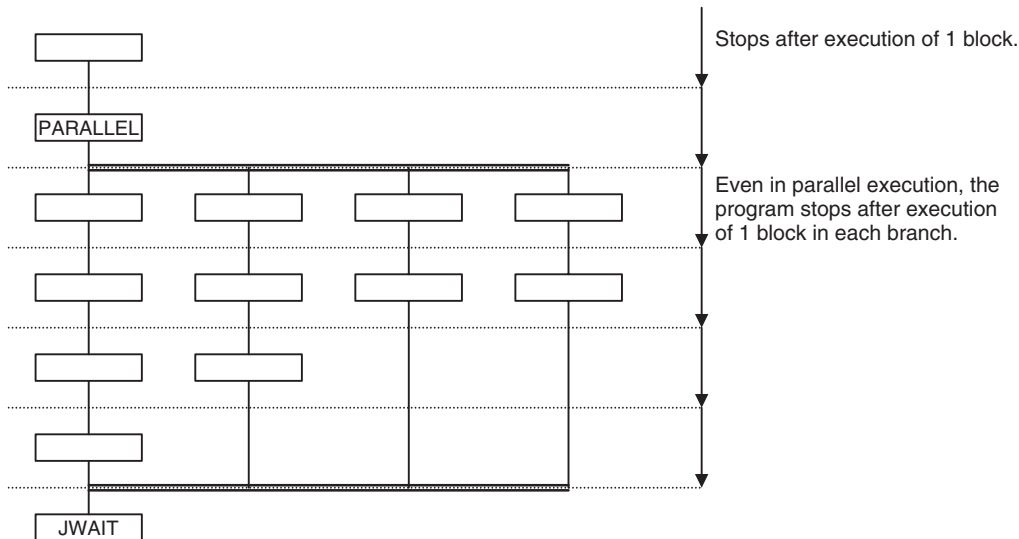 Stops after execution of 1 block.
PARALLEL
Even in parallel execution, the
program stops after execution
of 1 block in each branch.
JWAIT